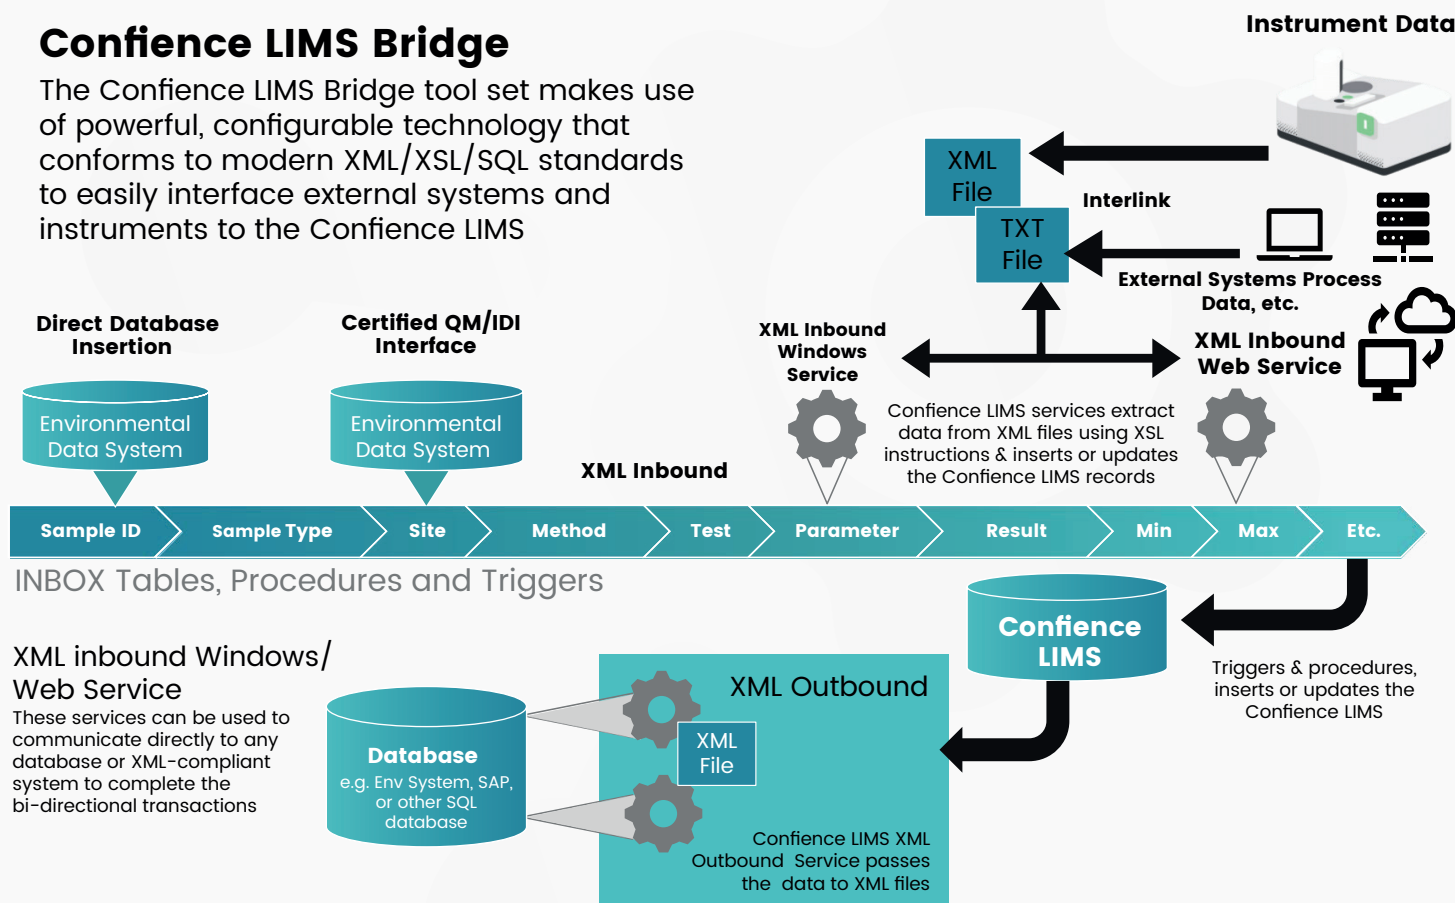 Confience LIMS Bridge
The Confience LIMS Bridge tool set makes use
of powerful, configurable technology that
conforms to modern XML/XSL/SQL standards
to easily interface external systems and
instruments to the Confience LIMS
Instrument Data
XML
File
Interlink
TXT
File
External Systems Process
Data, etc.
Direct Database
Insertion
Environmental
Data System
Certified QM/IDI
Interface
Environmental
Data System
XML Inbound
XML Inbound
Windows
Service
XML Inbound
Web Service
Confience LIMS services extract
data from XML files using XSL
instructions & inserts or updates
the Confience LIMS records
Sample ID
Sample Type
Site
Method
Test
Parameter
Result
Min
Max
Etc.
INBOX Tables, Procedures and Triggers
Confience
LIMS
Triggers & procedures,
inserts or updates the
Confience LIMS
XML inbound Windows/
Web Service
These services can be used to
communicate directly to any
database or XML-compliant
system to complete the
bi-directional transactions
Database
e.g. Env System, SAP,
or other SQL
database
XML Outbound
XML
File
Confience LIMS XML
Outbound  Service passes
the  data to XML files